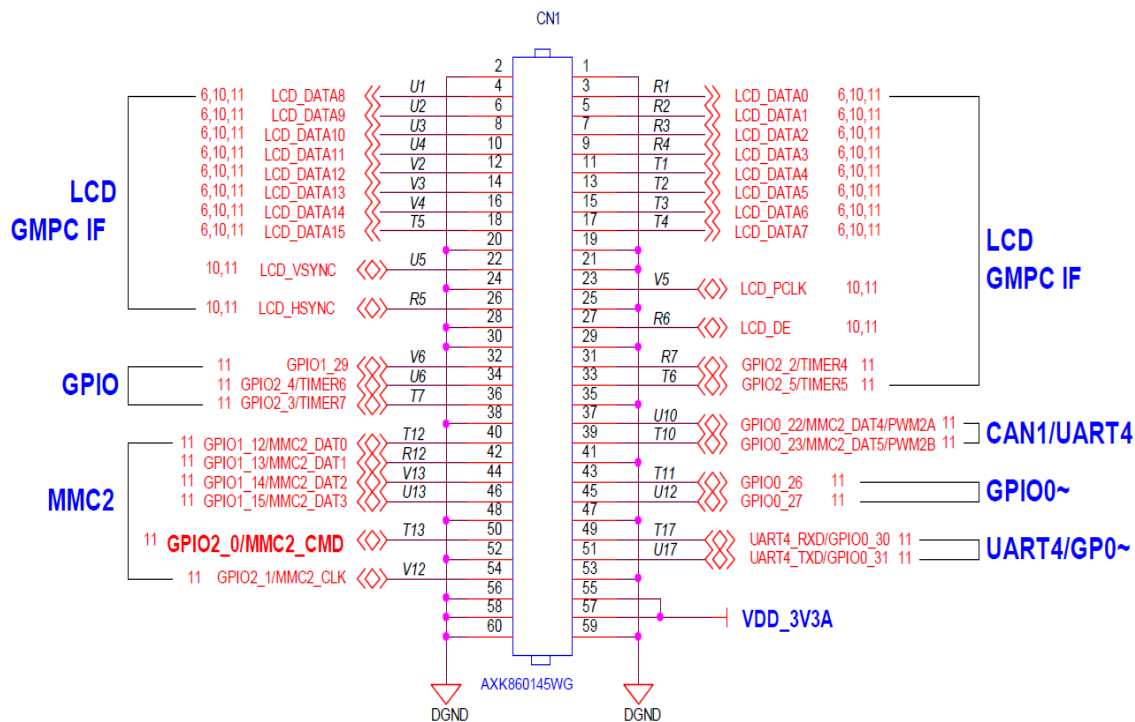 CN1
2 1
U1 4 3 R1
6,10,11 LCD_DATA8 LCD_DATA0 6,10,11
U2 6 5 R2
6,10,11 LCD_DATA9 LCD_DATA1 6,10,11
U3 8 7 R3
6,10,11 LCD_DATA10 LCD_DATA2 6,10,11
U4 10 9 R4
6,10,11 LCD_DATA11 LCD_DATA3 6,10,11
V2 12 11 T1
6,10,11 LCD_DATA12 LCD_DATA4 6,10,11
V3 14 13 T2
6,10,11 LCD_DATA13 LCD_DATA5 6,10,11
V4 16 15 T3
6,10,11 LCD_DATA14 LCD_DATA6 6,10,11
T5 18 17 T4
6,10,11 LCD_DATA15 LCD_DATA7 6,10,11
LCD
GMPC IF
LCD
GMPC IF
20 19
U5 22 21
10,11 LCD_VSYNC
24 23 V5
LCD_PCLK 10,11
R5 26 25
10,11 LCD_HSYNC
28 27 R6
LCD_DE 10,11
30 29
V6 32 31 R7
11 GPIO1_29 GPIO2_2/TIMER4 11
U6 34 33 T6
GPIO
11 GPIO2_4/TIMER6 GPIO2_5/TIMER5 11
T7 36 35
11 GPIO2_3/TIMER7
38 37 U10
GPIO0_22/MMC2_DAT4/PWM2A 11
CAN1/UART4
T12 40 39 T10
11 GPIO1_12/MMC2_DAT0 GPIO0_23/MMC2_DAT5/PWM2B 11
R12 42 41
11 GPIO1_13/MMC2_DAT1
V13 44 43 T11
11 GPIO1_14/MMC2_DAT2 GPIO0_26 11
GPIO0~
U13 46 45 U12
11 GPIO1_15/MMC2_DAT3 GPIO0_27 11
MMC2
48 47
T13 50 49 T17
11 GPIO2_0/MMC2_CMD UART4_RXD/GPIO0_30 11
UART4/GP0~
52 51 U17
UART4_TXD/GPIO0_31 11
V12 54 53
11 GPIO2_1/MMC2_CLK
56 55
58 57
VDD_3V3A
60 59
AXK860145WG
DGND DGND